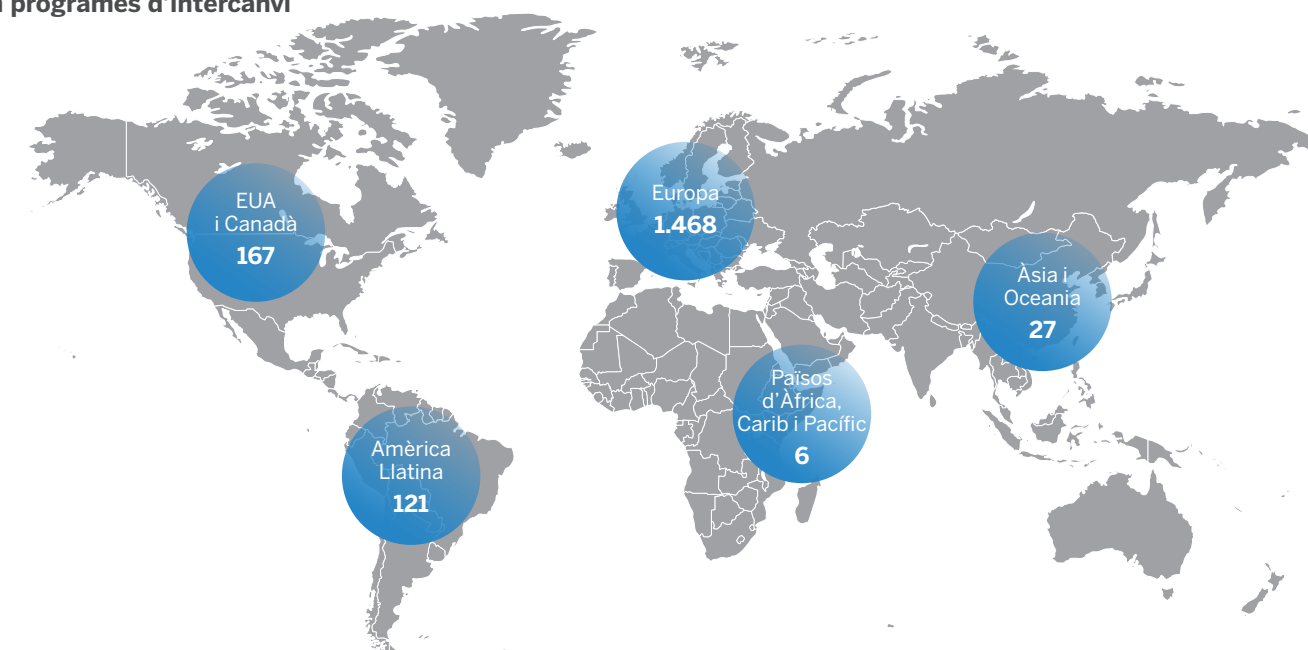 programes d'intercanvi
EUA
i Canadà
167
Europa
1.468
Àsia i
Oceania
27
Països
d'Àfrica,
Carib i Pacífic
6
Amèrica
Llatina
121